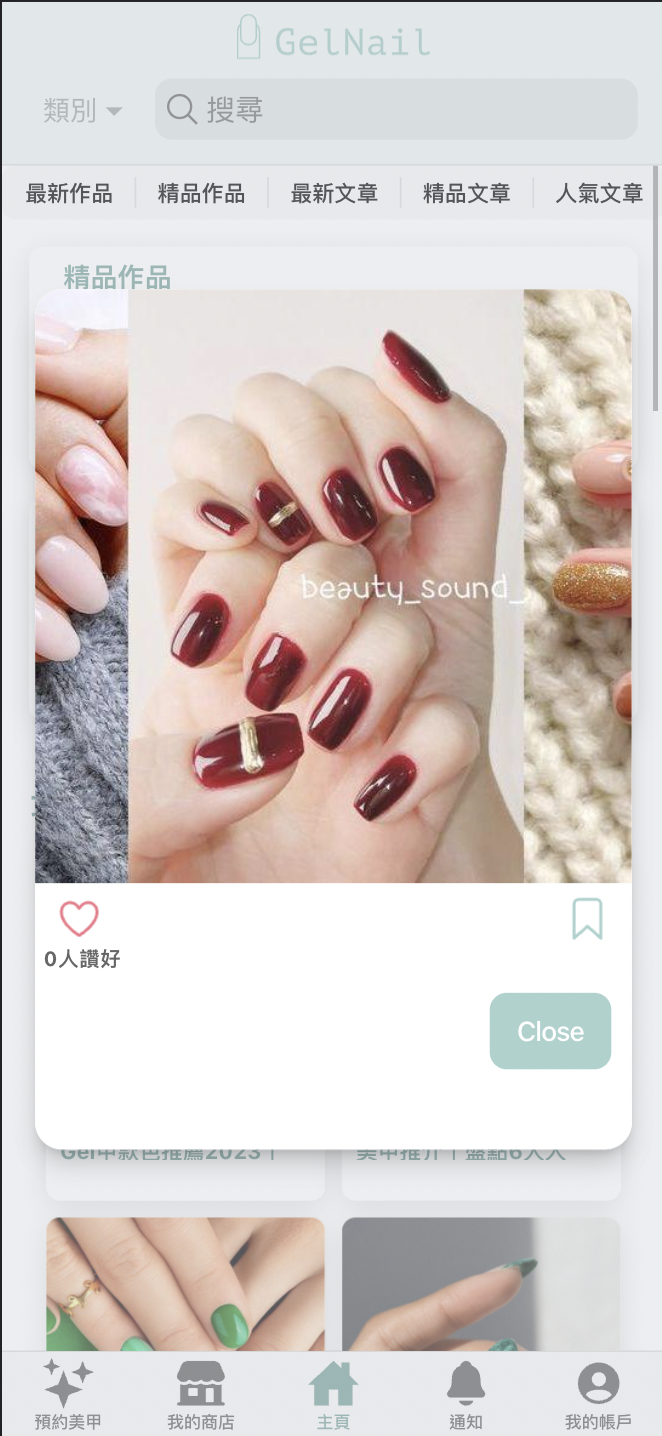 GelNail
類別
搜尋
最新作品
精品作品
最新文章
精品文章
人氣文章
精品作品
beauty_sound_
0人讚好
Close
預約美甲
我的商店
主頁
通知
我的帳戶